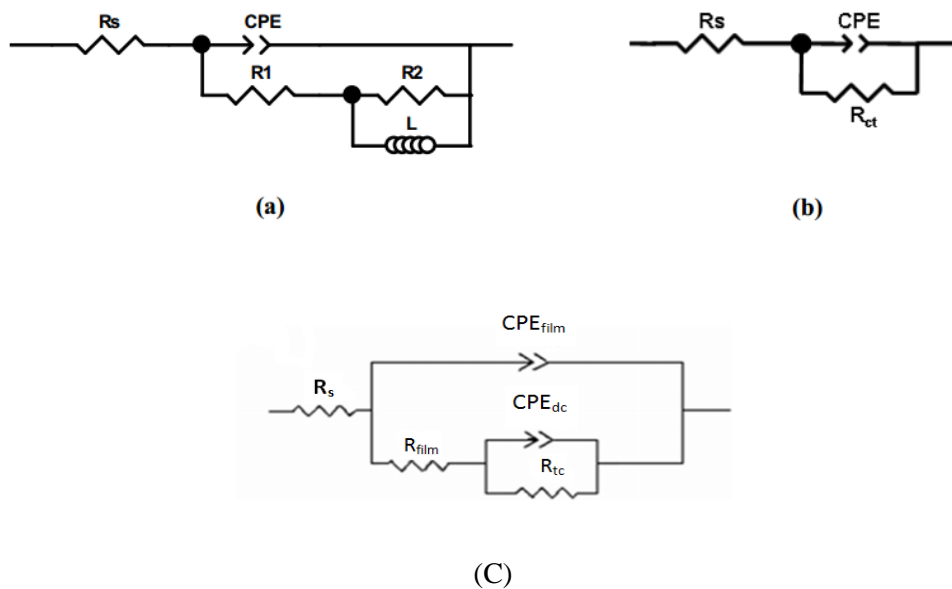 Rs CPE
R1 R2
L
(a)
Rs CPE
Rct
(b)
CPEfilm
Rs
CPEdc
Rfilm
Rtc
(C)